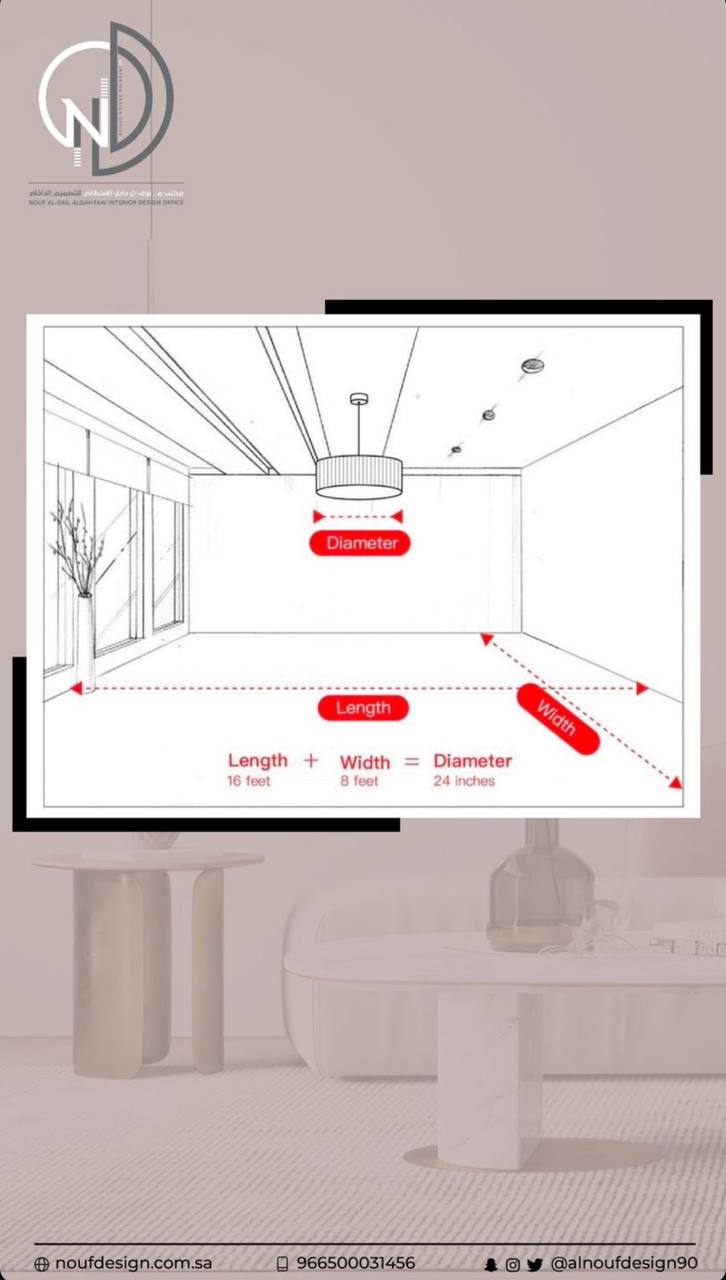 مكتب م. نوف ال دايل القحطاني للتصميم الداخلي
NOUF AL-DAIL ALQAHTANI INTERIOR DESIGN OFFICE
Diameter
Length
Width
Length + Width = Diameter
16 feet 8 feet 24 inches
noufdesign.com.sa 966500031456 @alnoufdesign90